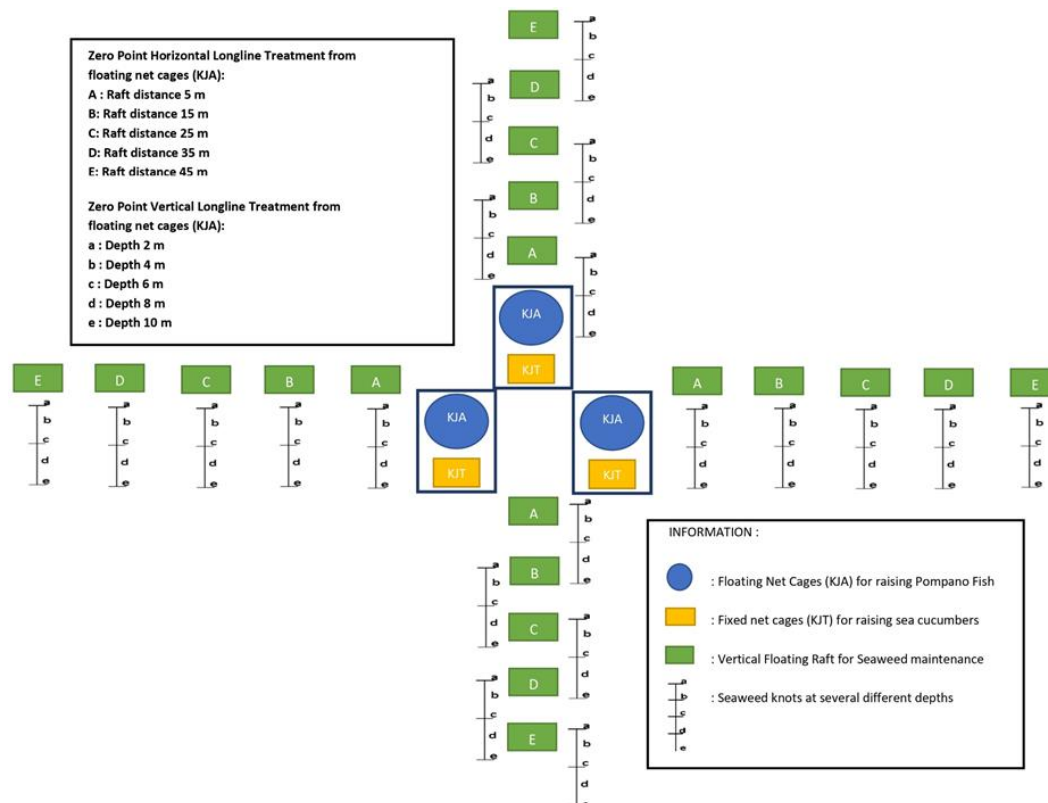 Zero Point Horizontal Longline Treatment from
floating net cages (KJA):
A : Raft distance 5 m
B: Raft distance 15 m
C: Raft distance 25 m
D: Raft distance 35 m
E: Raft distance 45 m
Zero Point Vertical Longline Treatment from
floating net cages (KJA):
a : Depth 2 m
b : Depth 4 m
c : Depth 6 m
d : Depth 8 m
e : Depth 10 m
E
a
b
c
d
e
D
a
b
c
d
e
C
a
b
c
d
e
B
a
b
c
d
e
A
a
b
c
d
e
KJA
KJT
E D C B A
a a a a a
b b b b b
c c c c c
d d d d d
e e e e e
KJA
KJT
KJA
KJT
A B C D E
a a a a a
b b b b b
c c c c c
d d d d d
e e e e e
A
a
b
c
d
e
B
a
b
c
d
e
C
a
b
c
d
e
D
a
b
c
d
e
E
a
b
c
d
INFORMATION :
: Floating Net Cages (KJA) for raising Pompano Fish
: Fixed net cages (KJT) for raising sea cucumbers
: Vertical Floating Raft for Seaweed maintenance
a
b
c
d
e
: Seaweed knots at several different depths